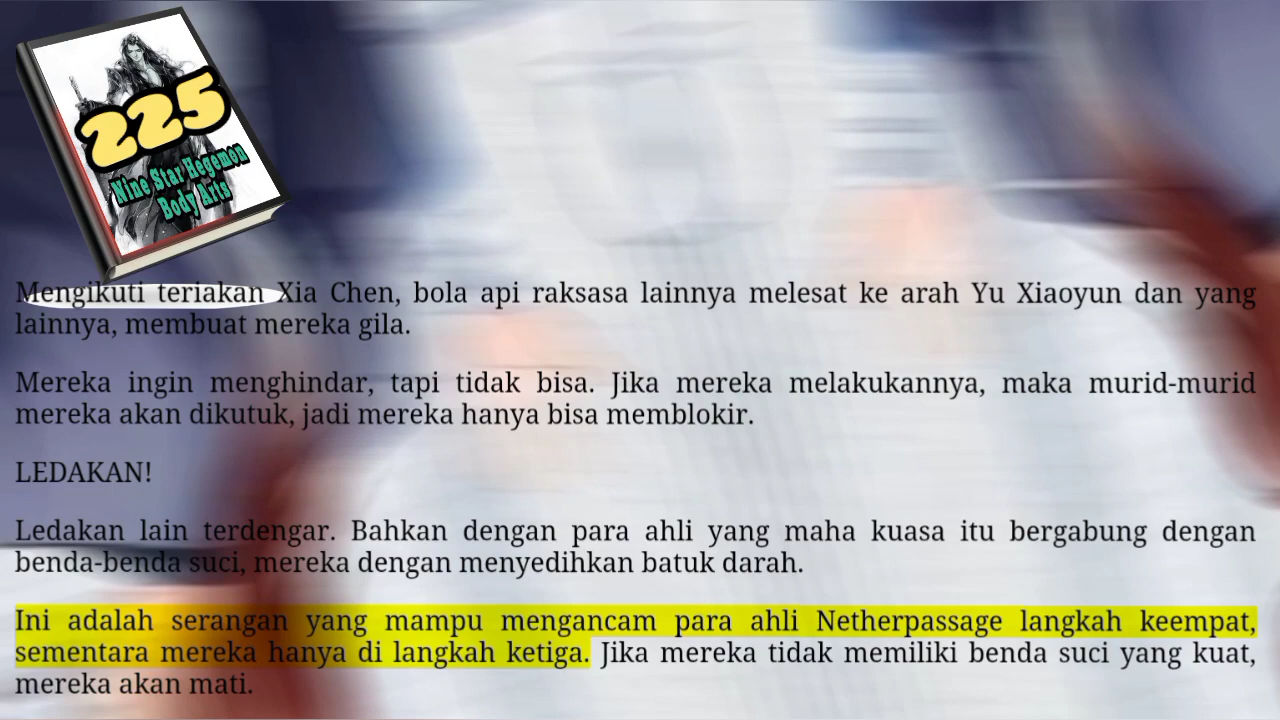 225
Nine Star Hegemon
Body Arts
Mengikuti teriakan Xia Chen, bola api raksasa lainnya melesat ke arah Yu Xiaoyun dan yang
lainnya, membuat mereka gila.
Mereka ingin menghindar, tapi tidak bisa. Jika mereka melakukannya, maka murid-murid
mereka akan dikutuk, jadi mereka hanya bisa memblokir.
LEDAKAN!
Ledakan lain terdengar. Bahkan dengan para ahli yang maha kuasa itu bergabung dengan
benda-benda suci, mereka dengan menyedihkan batuk darah.
Ini adalah serangan yang mampu mengancam para ahli Netherpassage langkah keempat,
sementara mereka hanya di langkah ketiga. Jika mereka tidak memiliki benda suci yang kuat,
mereka akan mati.